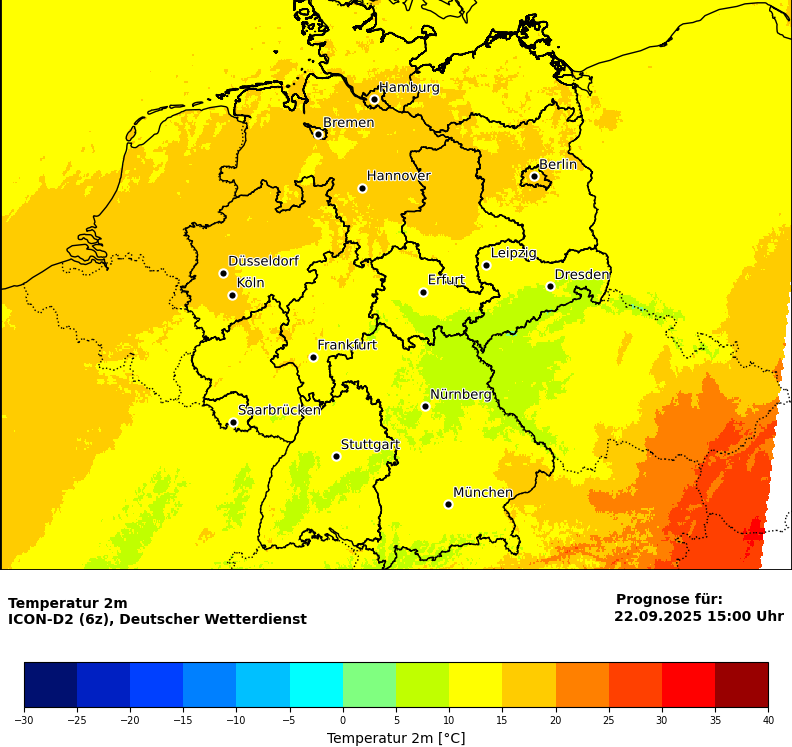 Hamburg
Bremen
Berlin
Hannover
Leipzig
Düsseldorf
Dresden
Köln
Erfurt
Frankfurt
Nürnberg
Saarbrücken
Stuttgart
München
Temperatur 2m
ICON-D2 (6z), Deutscher Wetterdienst
Prognose für:
22.09.2025 15:00 Uhr
−30 −25 −20 −15 −10 −5 0 5 10 15 20 25 30 35 40
Temperatur 2m [°C]